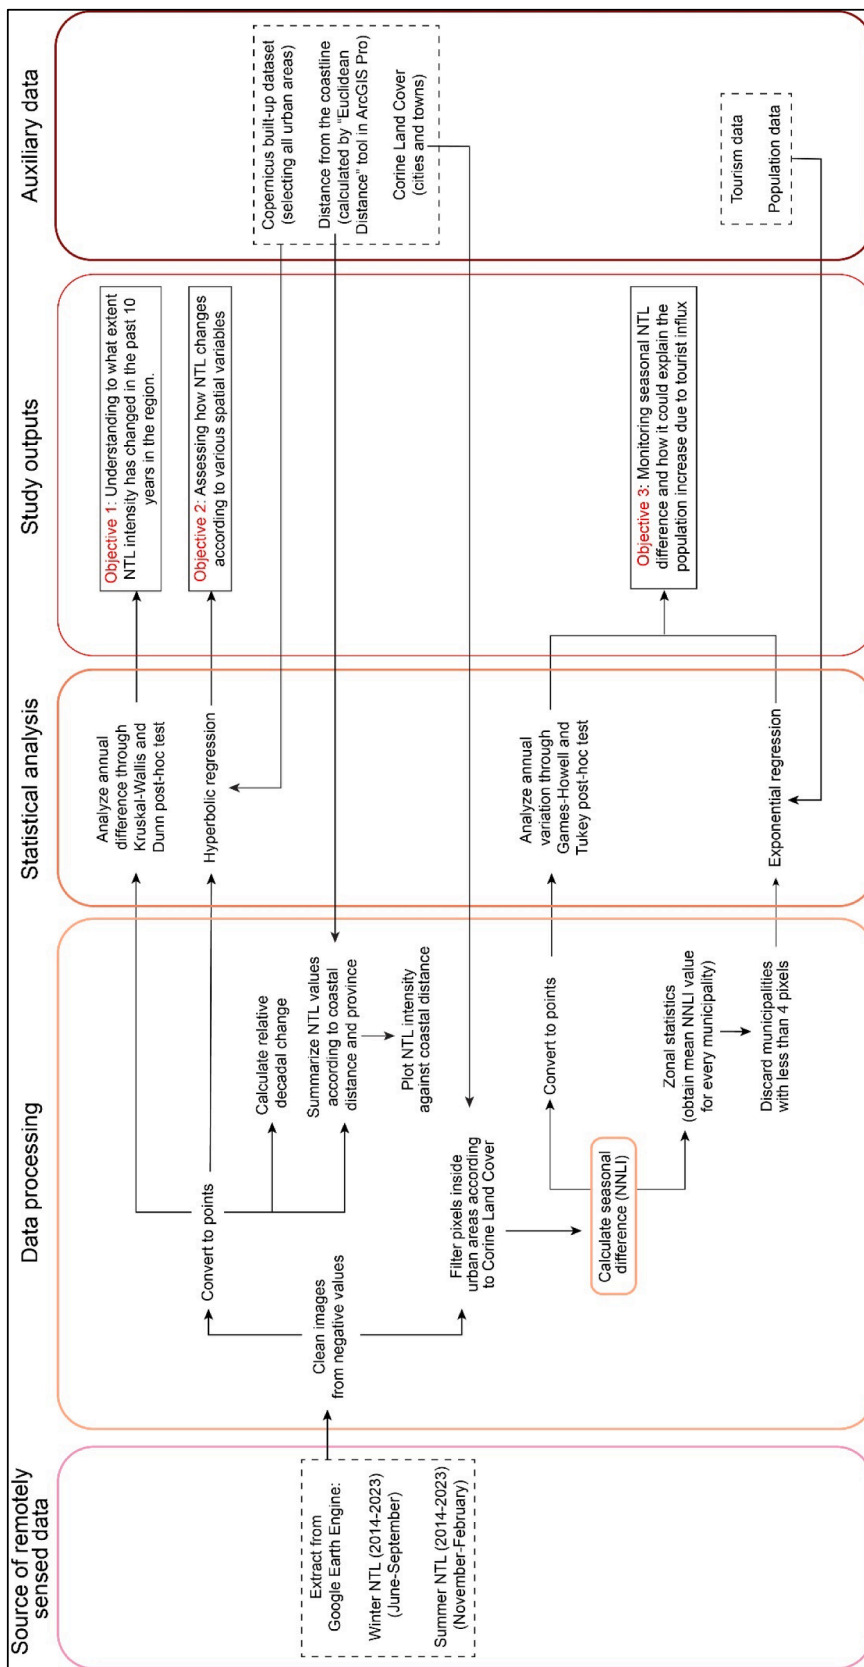 Source of remotely
sensed data
Extract from
Google Earth Engine:
Winter NTL (2014-2023)
(June-September)
Summer NTL (2014-2023)
(November-February)
Data processing
Clean images
from negative values
Convert to points
Calculate relative
decadal change
Summarize NTL values
according to coastal
distance and province
Plot NTL intensity
against coastal distance
Filter pixels inside
urban areas according
to Corine Land Cover
Calculate seasonal
difference (NNLI)
Convert to points
Zonal statistics
(obtain mean NNLI value
for every municipality)
Discard municipalities
with less than 4 pixels
Statistical analysis
Analyze annual
difference through
Kruskal-Wallis and
Dunn post-hoc test
Hyperbolic regression
Analyze annual
variation through
Games-Howell and
Tukey post-hoc test
Exponential regression
Study outputs
Objective 1: Understanding to what extent
NTL intensity has changed in the past 10
years in the region.
Objective 2: Assessing how NTL changes
according to various spatial variables
Objective 3: Monitoring seasonal NTL
difference and how it could explain the
population increase due to tourist influx
Auxiliary data
Copernicus built-up dataset
(selecting all urban areas)
Distance from the coastline
(calculated by "Euclidean
Distance" tool in ArcGIS Pro)
Corine Land Cover
(cities and towns)
Tourism data
Population data